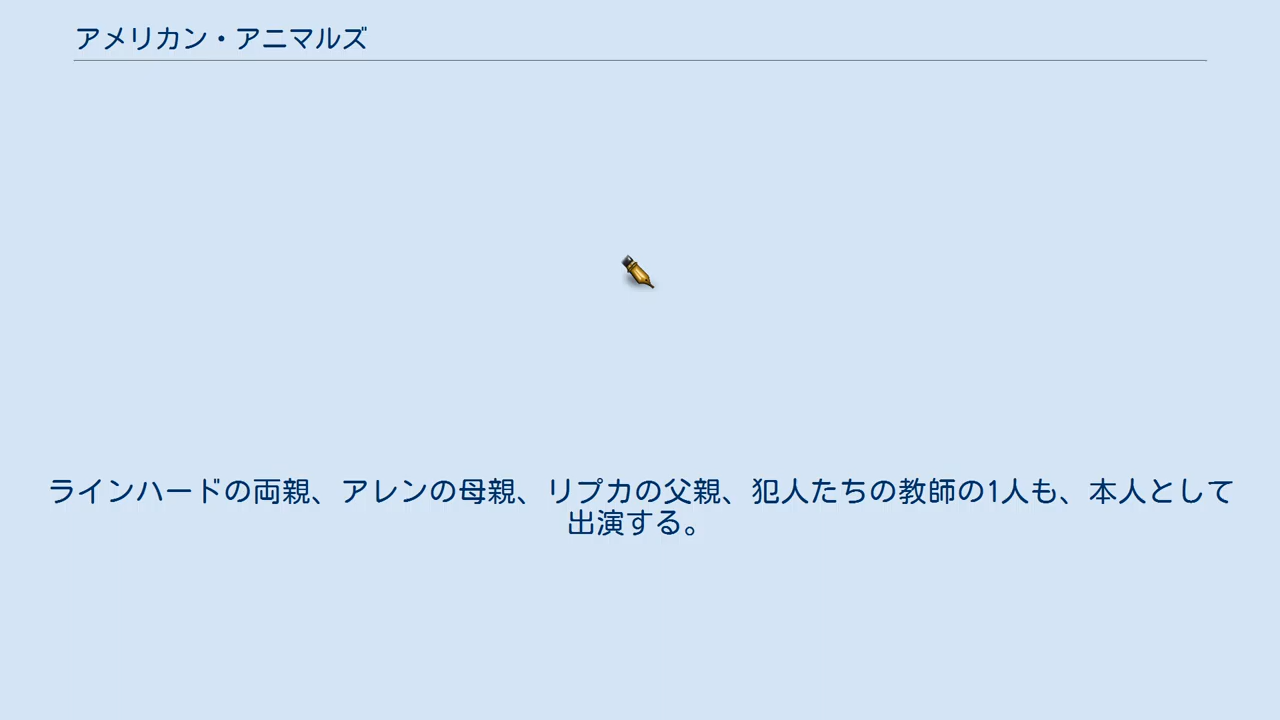 アメリカン・アニマルズ
ラインハードの両親、アレンの母親、リプカの父親、犯人たちの教師の1人も、本人として
出演する。